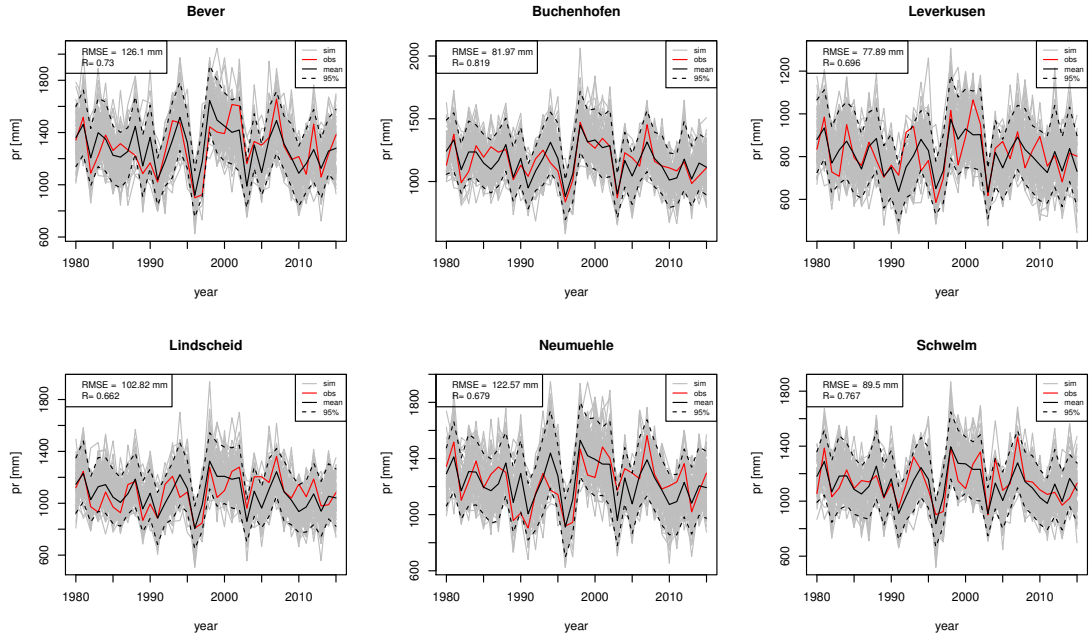 Bever
RMSE = 126.1 mm
R= 0.73
sim
obs
mean
95%
pr [mm]
600 1000 1400 1800
1980 1990 2000 2010
year
Buchenhofen
RMSE = 81.97 mm
R= 0.819
sim
obs
mean
95%
pr [mm]
1000 1500 2000
1980 1990 2000 2010
year
Leverkusen
RMSE = 77.89 mm
R= 0.696
sim
obs
mean
95%
pr [mm]
600 800 1000 1200
1980 1990 2000 2010
year
Lindscheid
RMSE = 102.82 mm
R= 0.662
sim
obs
mean
95%
pr [mm]
600 1000 1400 1800
1980 1990 2000 2010
year
Neumuehle
RMSE = 122.57 mm
R= 0.679
sim
obs
mean
95%
pr [mm]
600 1000 1400 1800
1980 1990 2000 2010
year
Schwelm
RMSE = 89.5 mm
R= 0.767
sim
obs
mean
95%
pr [mm]
600 1000 1400 1800
1980 1990 2000 2010
year